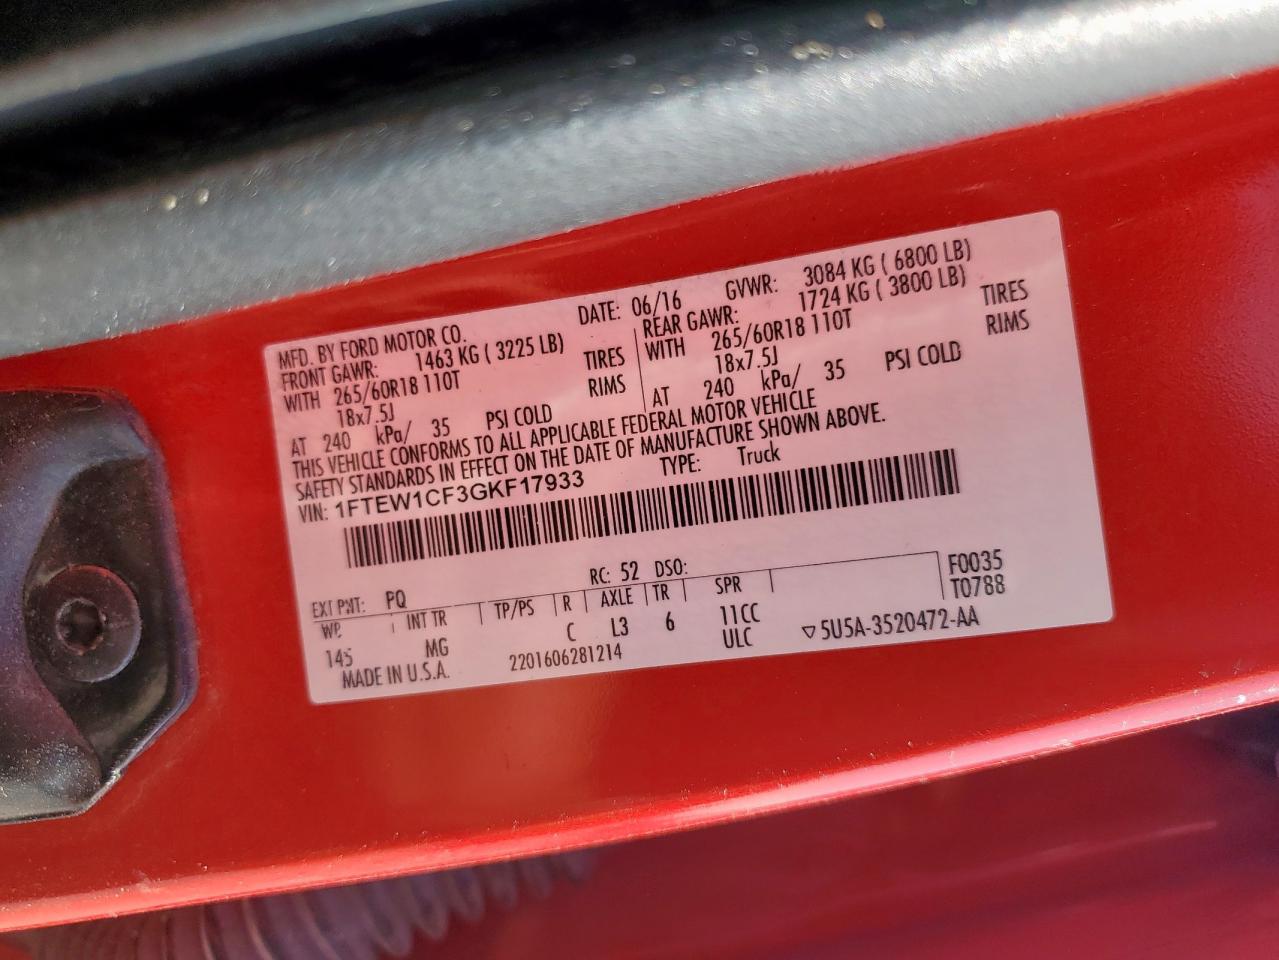 MFD. BY FORD MOTOR CO. DATE: 06/16 GVWR: 3084 KG ( 6800 LB)
FRONT GAWR: 1463 KG ( 3225 LB) REAR GAWR: 1724 KG ( 3800 LB)
WITH 265/60R18 110T TIRES WITH 265/60R18 110T TIRES
18x7.5J RIMS 18x7.5J RIMS
AT 240 kPa/ 35 PSI COLD AT 240 kPa/ 35 PSI COLD
THIS VEHICLE CONFORMS TO ALL APPLICABLE FEDERAL MOTOR VEHICLE
SAFETY STANDARDS IN EFFECT ON THE DATE OF MANUFACTURE SHOWN ABOVE.
VIN: 1FTEW1CF3GKF17933 TYPE: Truck
EXT PNT: PQ RC: 52 DSO: F0035
WB INT TR TP/PS R AXLE TR SPR T0788
145 MG C L3 6 11CC
MADE IN U.S.A. 2201606281214 ULC ▽5U5A-3520472-AA